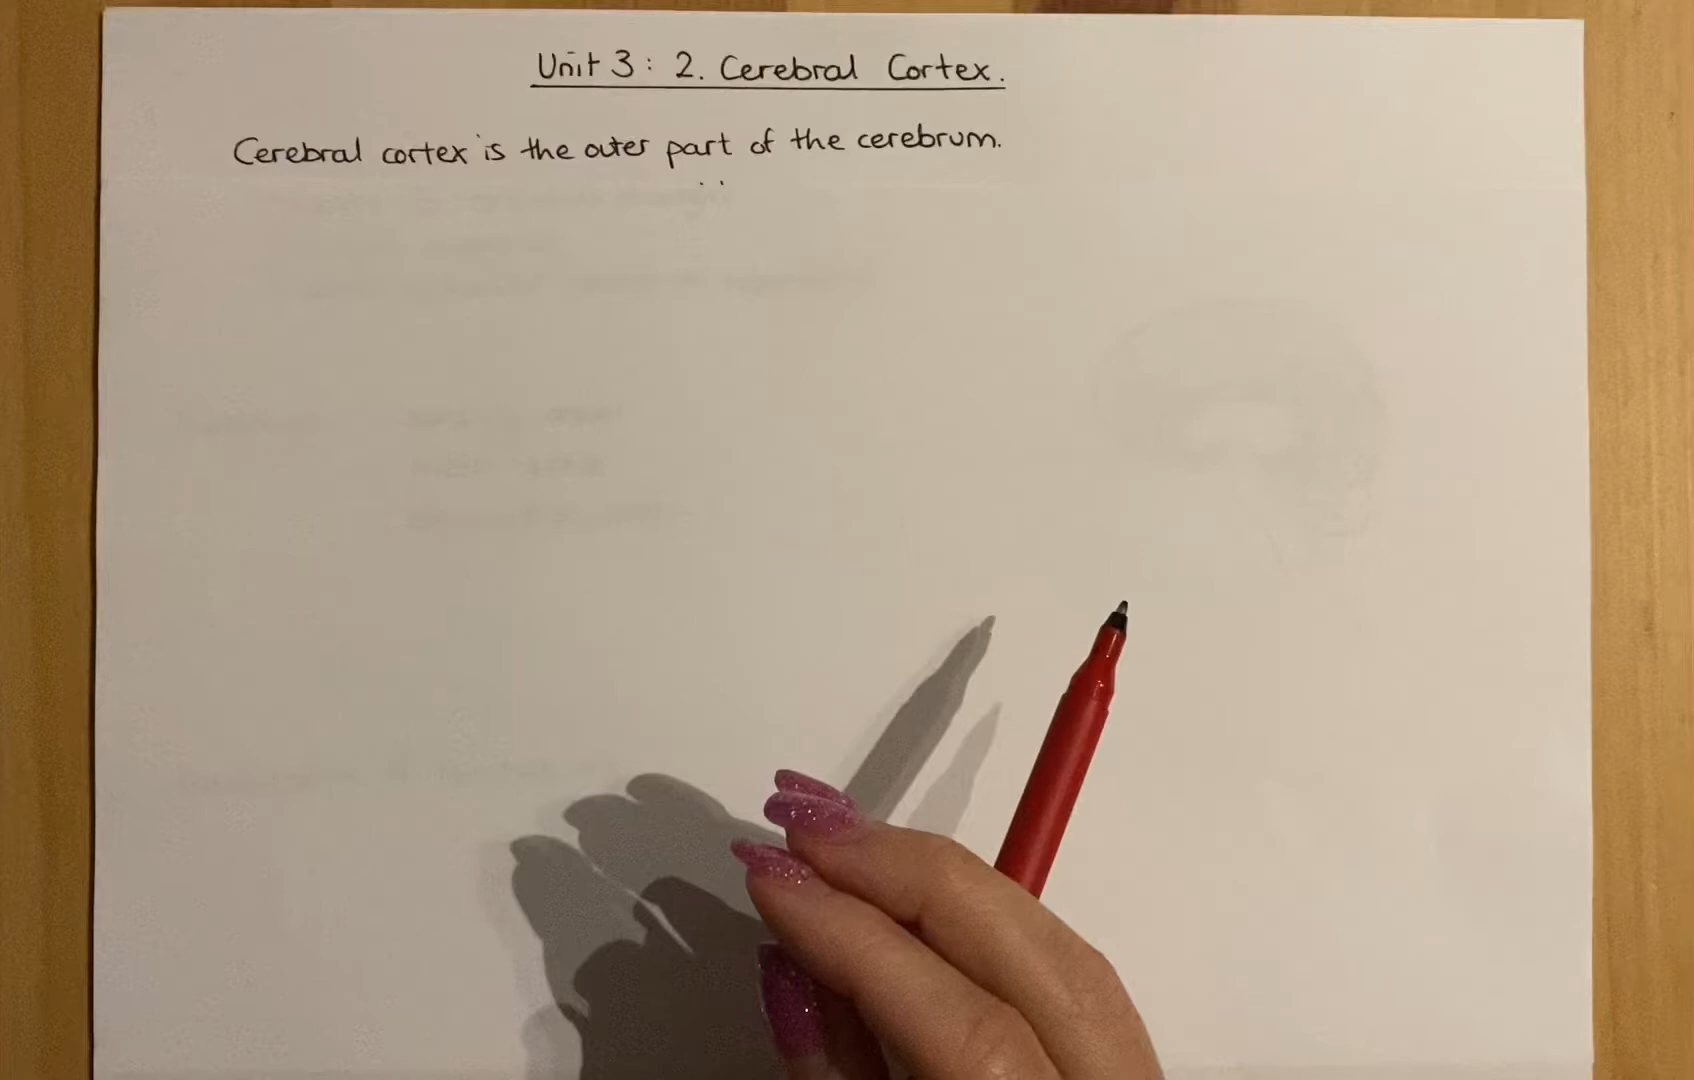 Unit 3: 2. Cerebral Cortex.
Cerebral cortex is the outer part of the cerebrum.